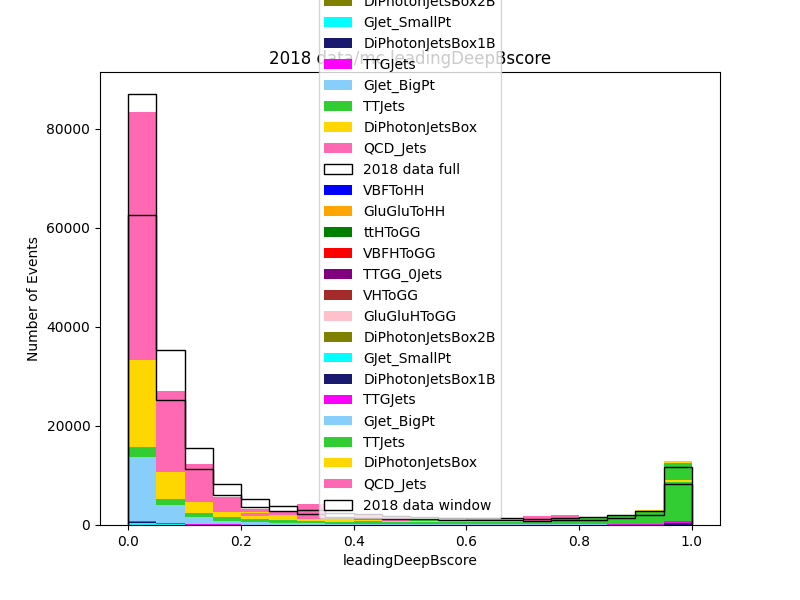 DiPhotonJetsBox2B
GJet_SmallPt
DiPhotonJetsBox1B
2018 data/mc leadingDeepBscore
TTGJets
GJet_BigPt
TTJets
DiPhotonJetsBox
QCD_Jets
2018 data full
VBFToHH
GluGluToHH
ttHToGG
VBFHToGG
TTGG_0Jets
VHToGG
GluGluHToGG
DiPhotonJetsBox2B
GJet_SmallPt
DiPhotonJetsBox1B
TTGJets
GJet_BigPt
TTJets
DiPhotonJetsBox
QCD_Jets
2018 data window
Number of Events
80000
60000
40000
20000
0
0.0 0.2 0.4 0.6 0.8 1.0
leadingDeepBscore